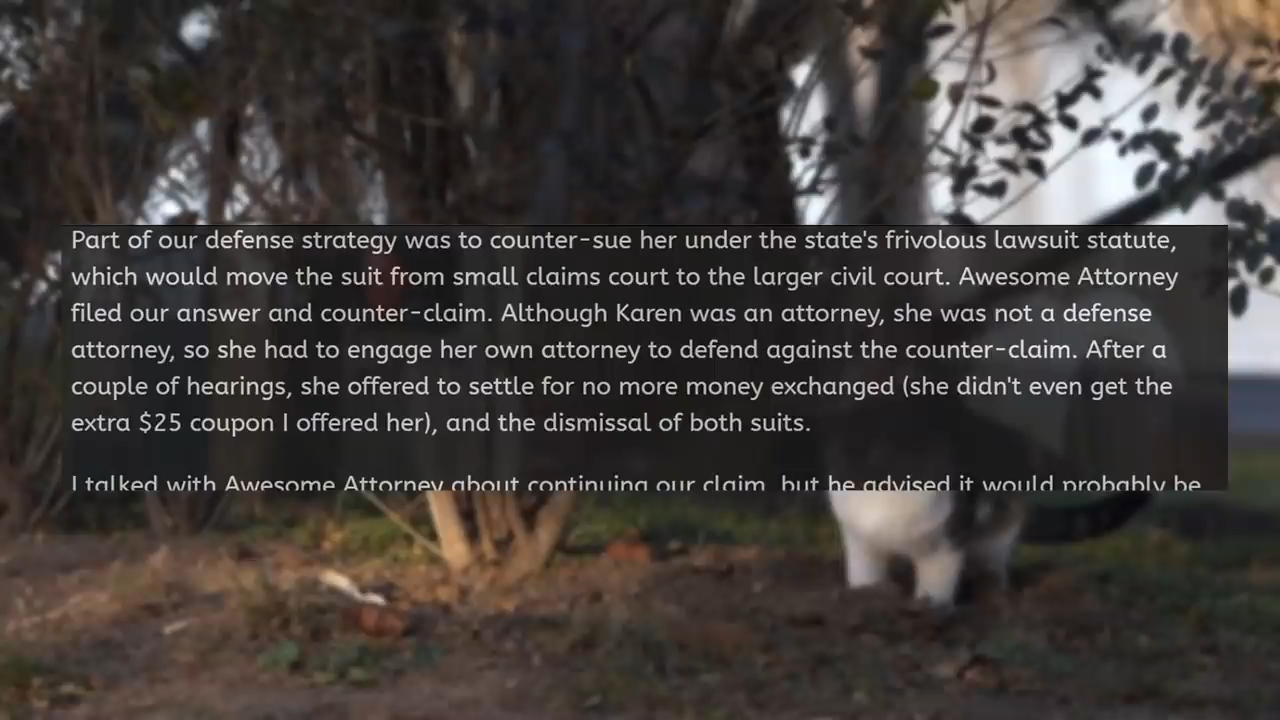 Part of our defense strategy was to counter-sue her under the state's frivolous lawsuit statute,
which would move the suit from small claims court to the larger civil court. Awesome Attorney
filed our answer and counter-claim. Although Karen was an attorney, she was not a defense
attorney, so she had to engage her own attorney to defend against the counter-claim. After a
couple of hearings, she offered to settle for no more money exchanged (she didn't even get the
extra $25 coupon I offered her), and the dismissal of both suits.
I talked with Awesome Attorney about continuing our claim, but he advised it would probably be